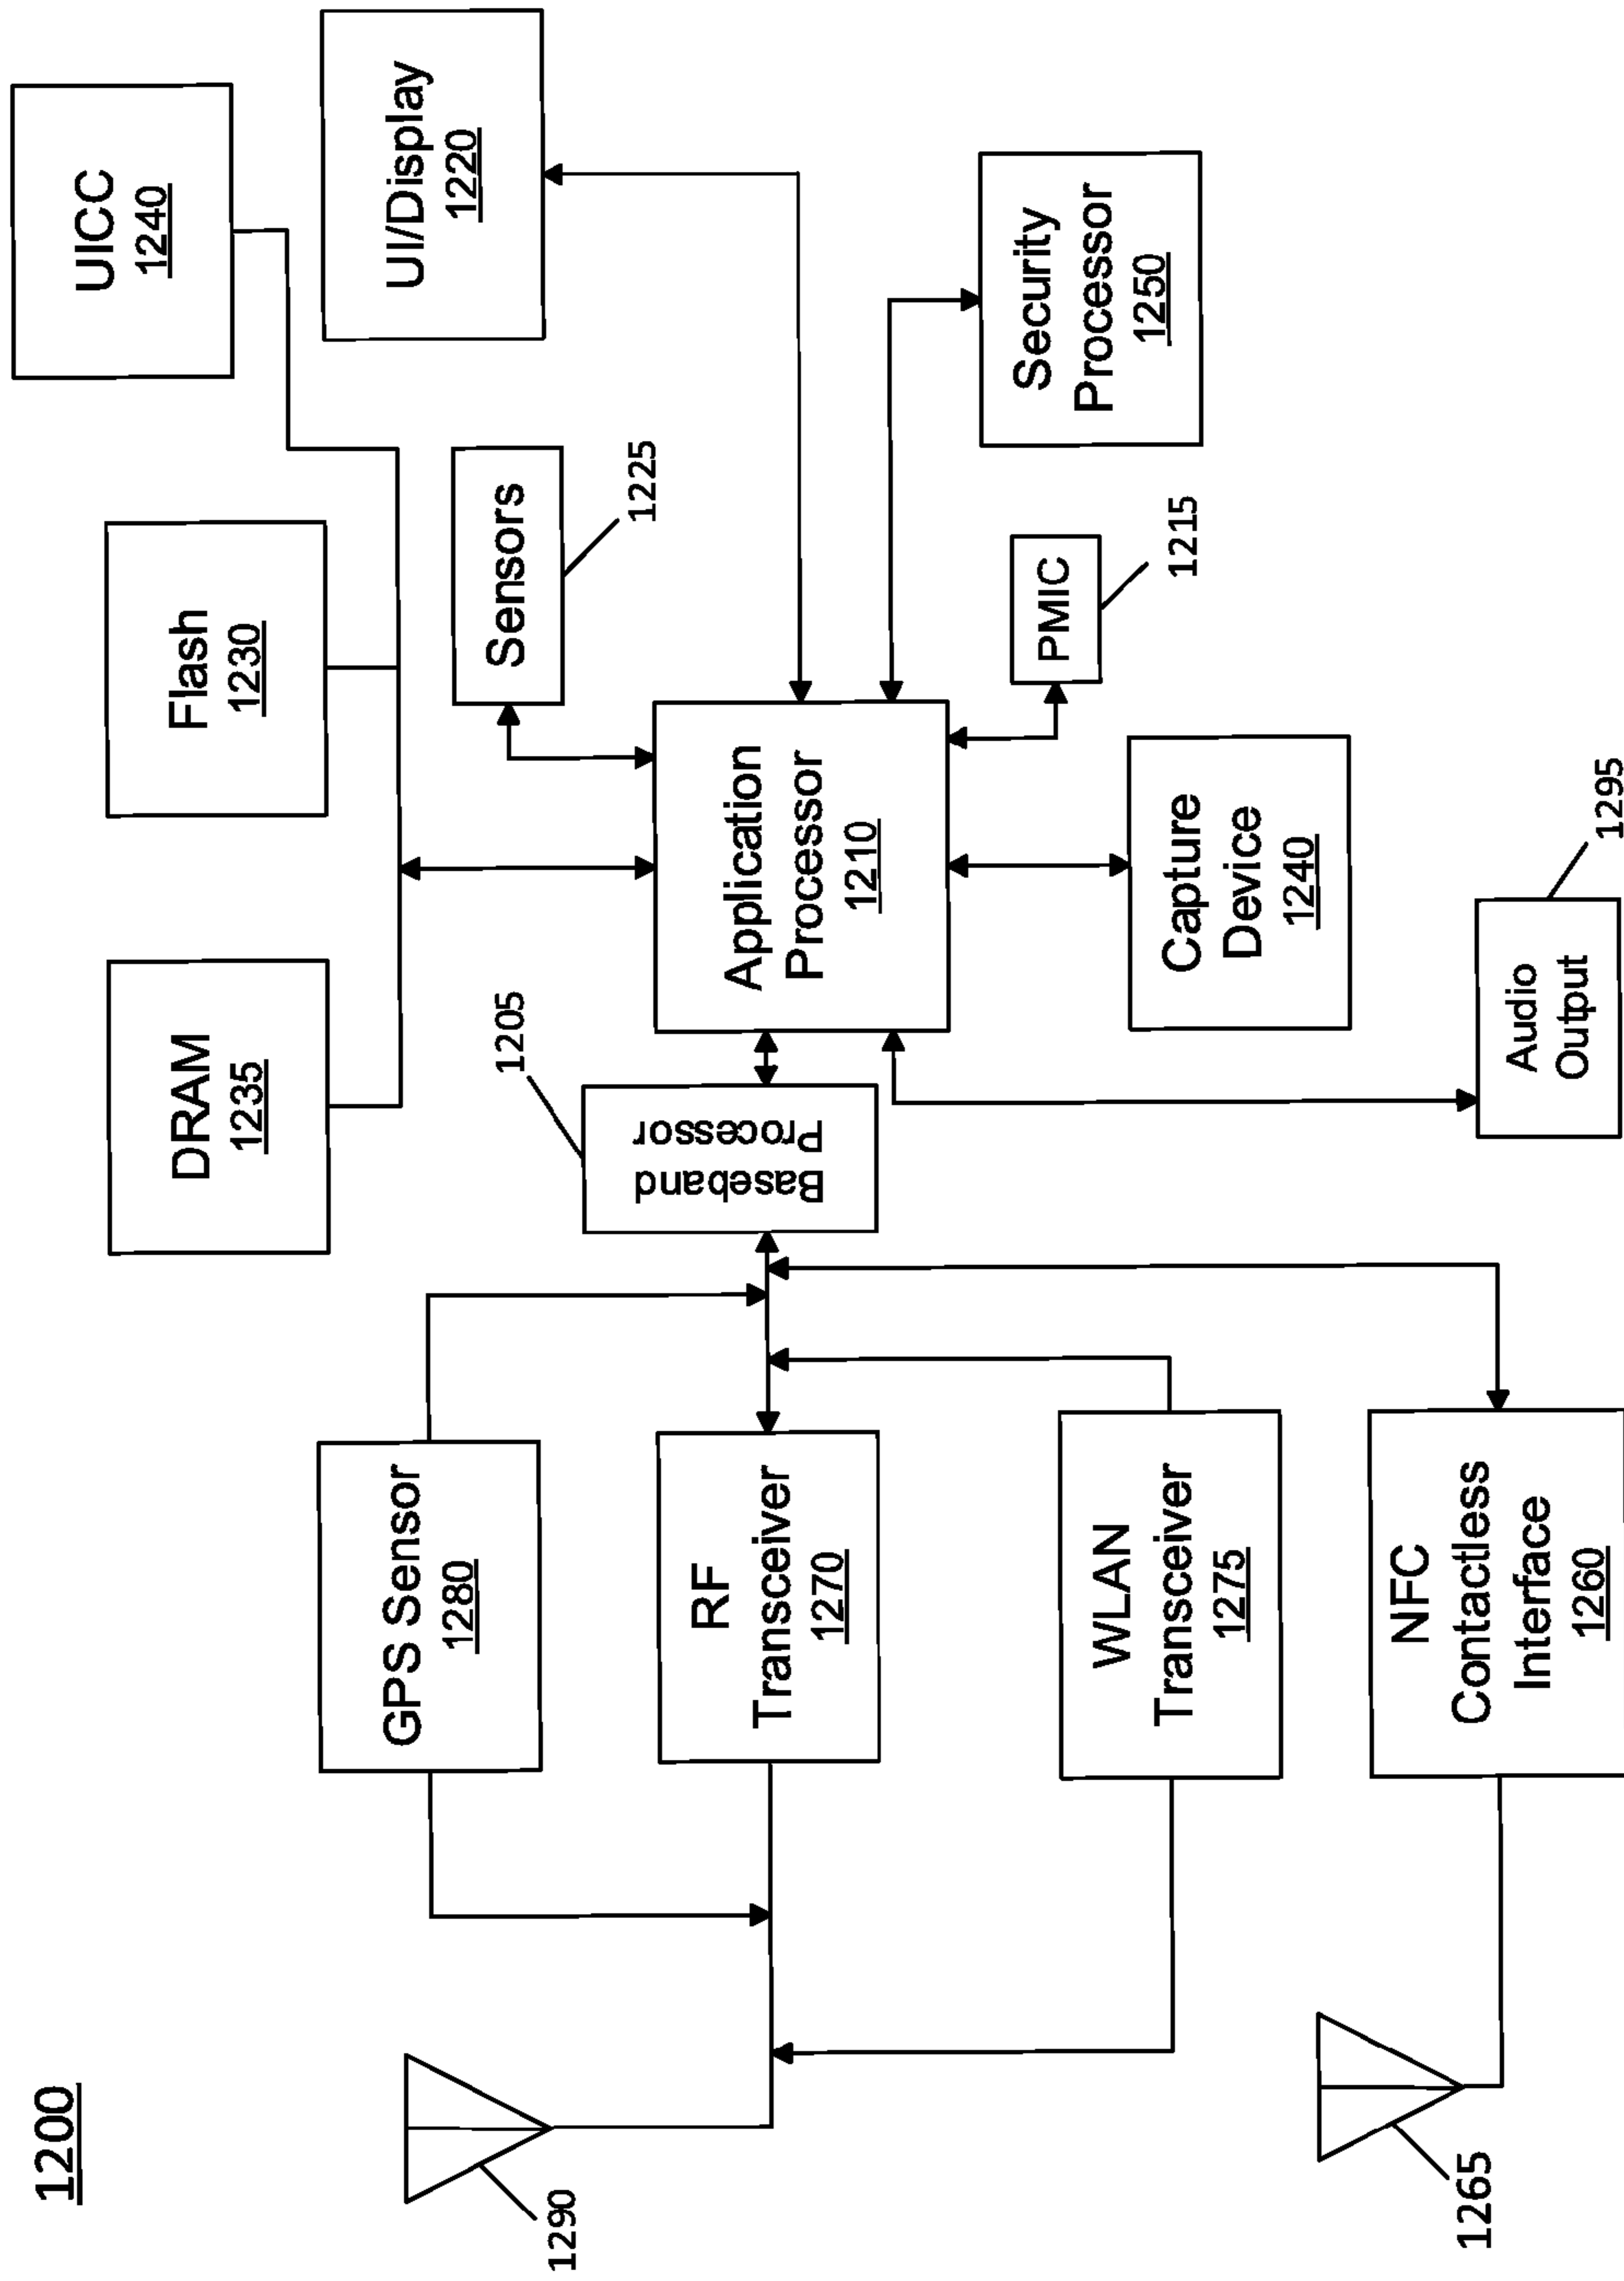 1200
DRAM
1235
Flash
1230
UICC
1240
UI/Display
1220
Sensors
1225
GPS Sensor
1280
1290
1205
Baseband
Processor
Application
Processor
1210
RF
Transceiver
1270
Security
Processor
1250
PMIC
1215
WLAN
Transceiver
1275
Capture
Device
1240
NFC
Contactless
Interface
1260
1265
Audio
Output
1295